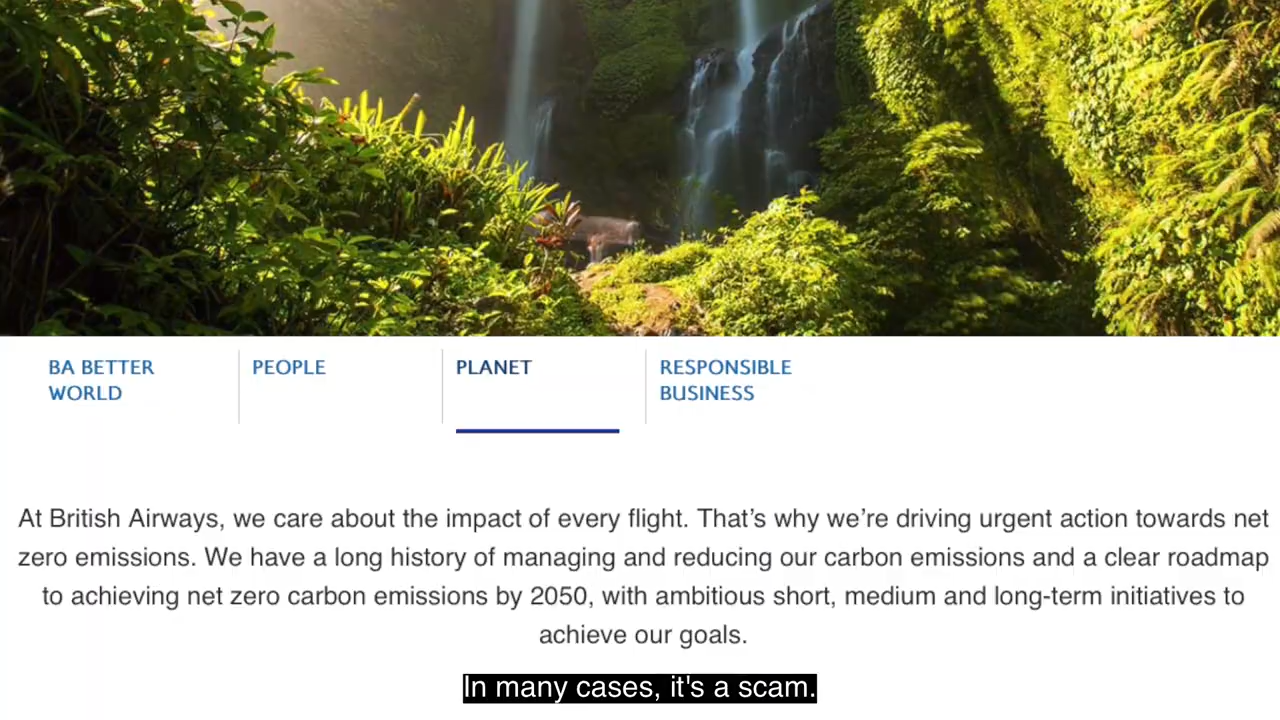 BA BETTER WORLD
PEOPLE
PLANET
RESPONSIBLE BUSINESS
At British Airways, we care about the impact of every flight. That’s why we’re driving urgent action towards net
zero emissions. We have a long history of managing and reducing our carbon emissions and a clear roadmap
to achieving net zero carbon emissions by 2050, with ambitious short, medium and long-term initiatives to
achieve our goals.
In many cases, it's a scam.